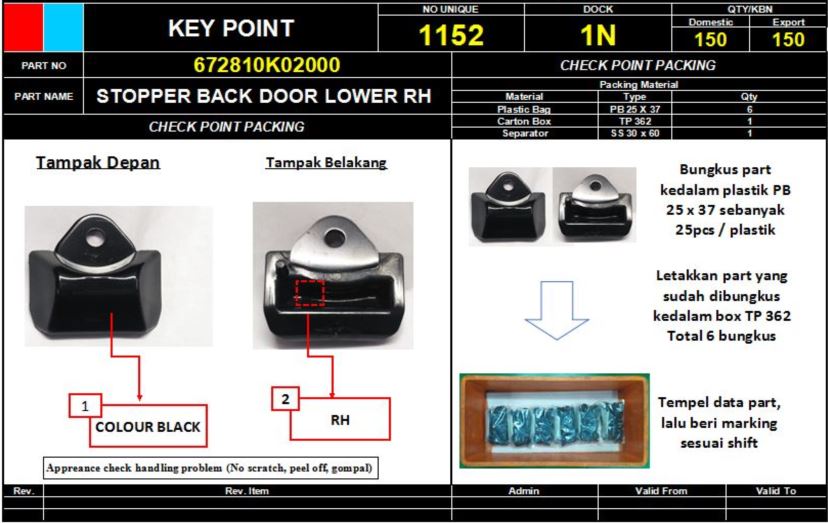 KEY POINT
NO UNIQUE
DOCK
QTY/KBN
1152
1N
Domestic
Export
150
150
PART NO
672810K02000
CHECK POINT PACKING
PART NAME
STOPPER BACK DOOR LOWER RH
Packing Material
Material
Type
Qty
Plastic Bag
PB 25 X 37
6
Carton Box
TP 362
1
Separator
SS 30 x 60
1
CHECK POINT PACKING
Tampak Depan
Tampak Belakang
1
COLOUR BLACK
2
RH
Appreance check handling problem (No scratch, peel off, gompal)
Bungkus part
kedalam plastik PB
25 x 37 sebanyak
25pcs / plastik
Letakkan part yang
sudah dibungkus
kedalam box TP 362
Total 6 bungkus
Tempel data part,
lalu beri marking
sesuai shift
Rev.
Rev. Item
Admin
Valid From
Valid To